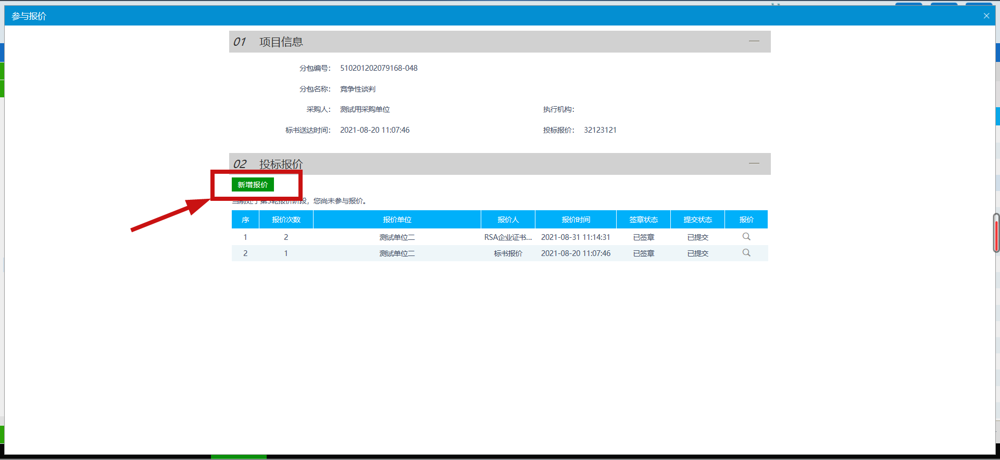 参与报价
01 项目信息
分包编号： 510201202079168-048
分包名称： 竞争性谈判
采购人： 测试用采购单位 执行机构：
标书送达时间： 2021-08-20 11:07:46 投标报价： 32123121
02 投标报价
新增报价
当前处于第3轮报价阶段，您尚未参与报价。
序 报价次数 报价单位 报价人 报价时间 签章状态 提交状态 报价
1 2 测试单位二 RSA企业证书... 2021-08-31 11:14:31 已签章 已提交
2 1 测试单位二 标书报价 2021-08-20 11:07:46 已签章 已提交